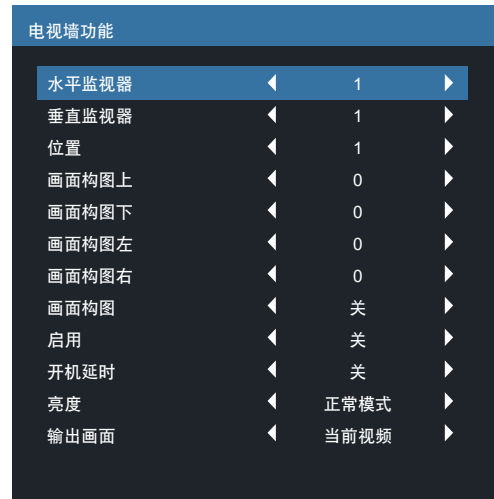 电视墙功能
水平监视器 1
垂直监视器 1
位置 1
画面构图上 0
画面构图下 0
画面构图左 0
画面构图右 0
画面构图 关
启用 关
开机延时 关
亮度 正常模式
输出画面 当前视频